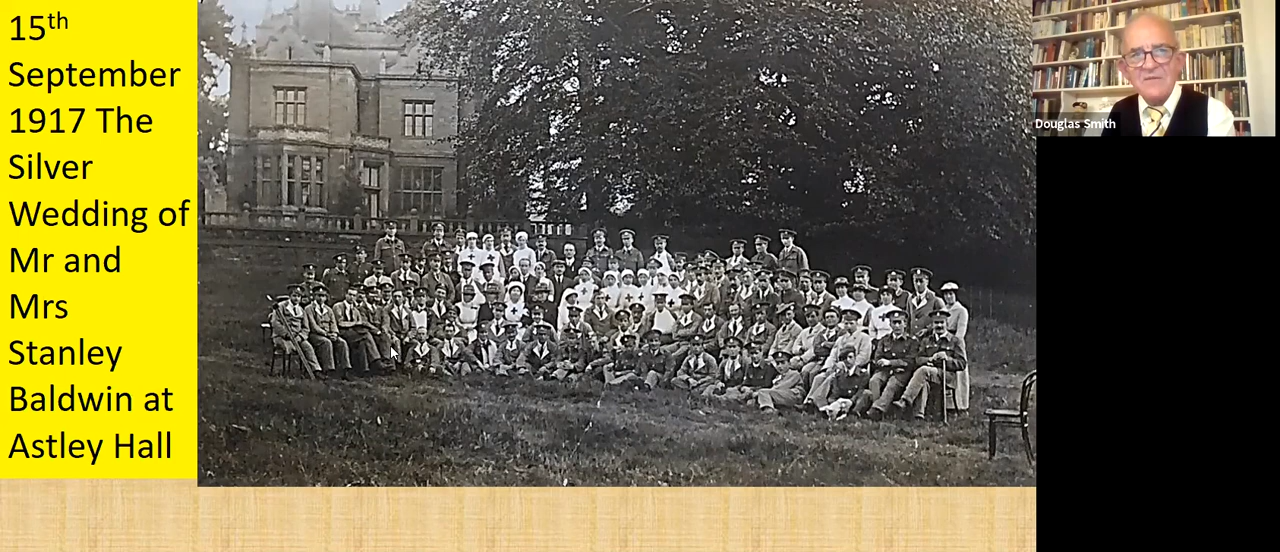 15th
September
1917 The
Silver
Wedding of
Mr and
Mrs
Stanley
Baldwin at
Astley Hall
Douglas Smith